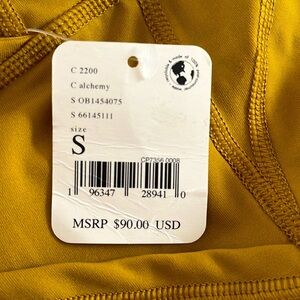 C 2200
C alchemy
S OB1454075
S 66145111
size
S
CP7356 0008
1 96347 28941 0
MSRP $90.00 USD